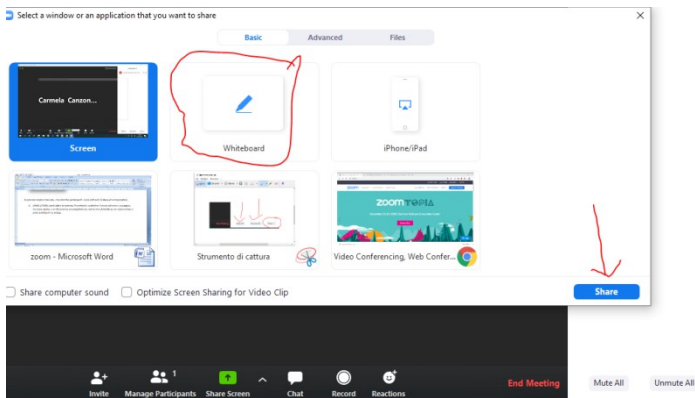 Select a window or an application that you want to share
Basic Advanced Files
Carmela Canzon...
Screen
Whiteboard
iPhone/iPad
zoom - Microsoft Word
Strumento di cattura
zoomtopia
Video Conferencing, Web Confer...
Share computer sound
Optimize Screen Sharing for Video Clip
Share
1
Invite
Manage Participants
Share Screen
Chat
Record
Reactions
End Meeting
Mute All
Unmute All